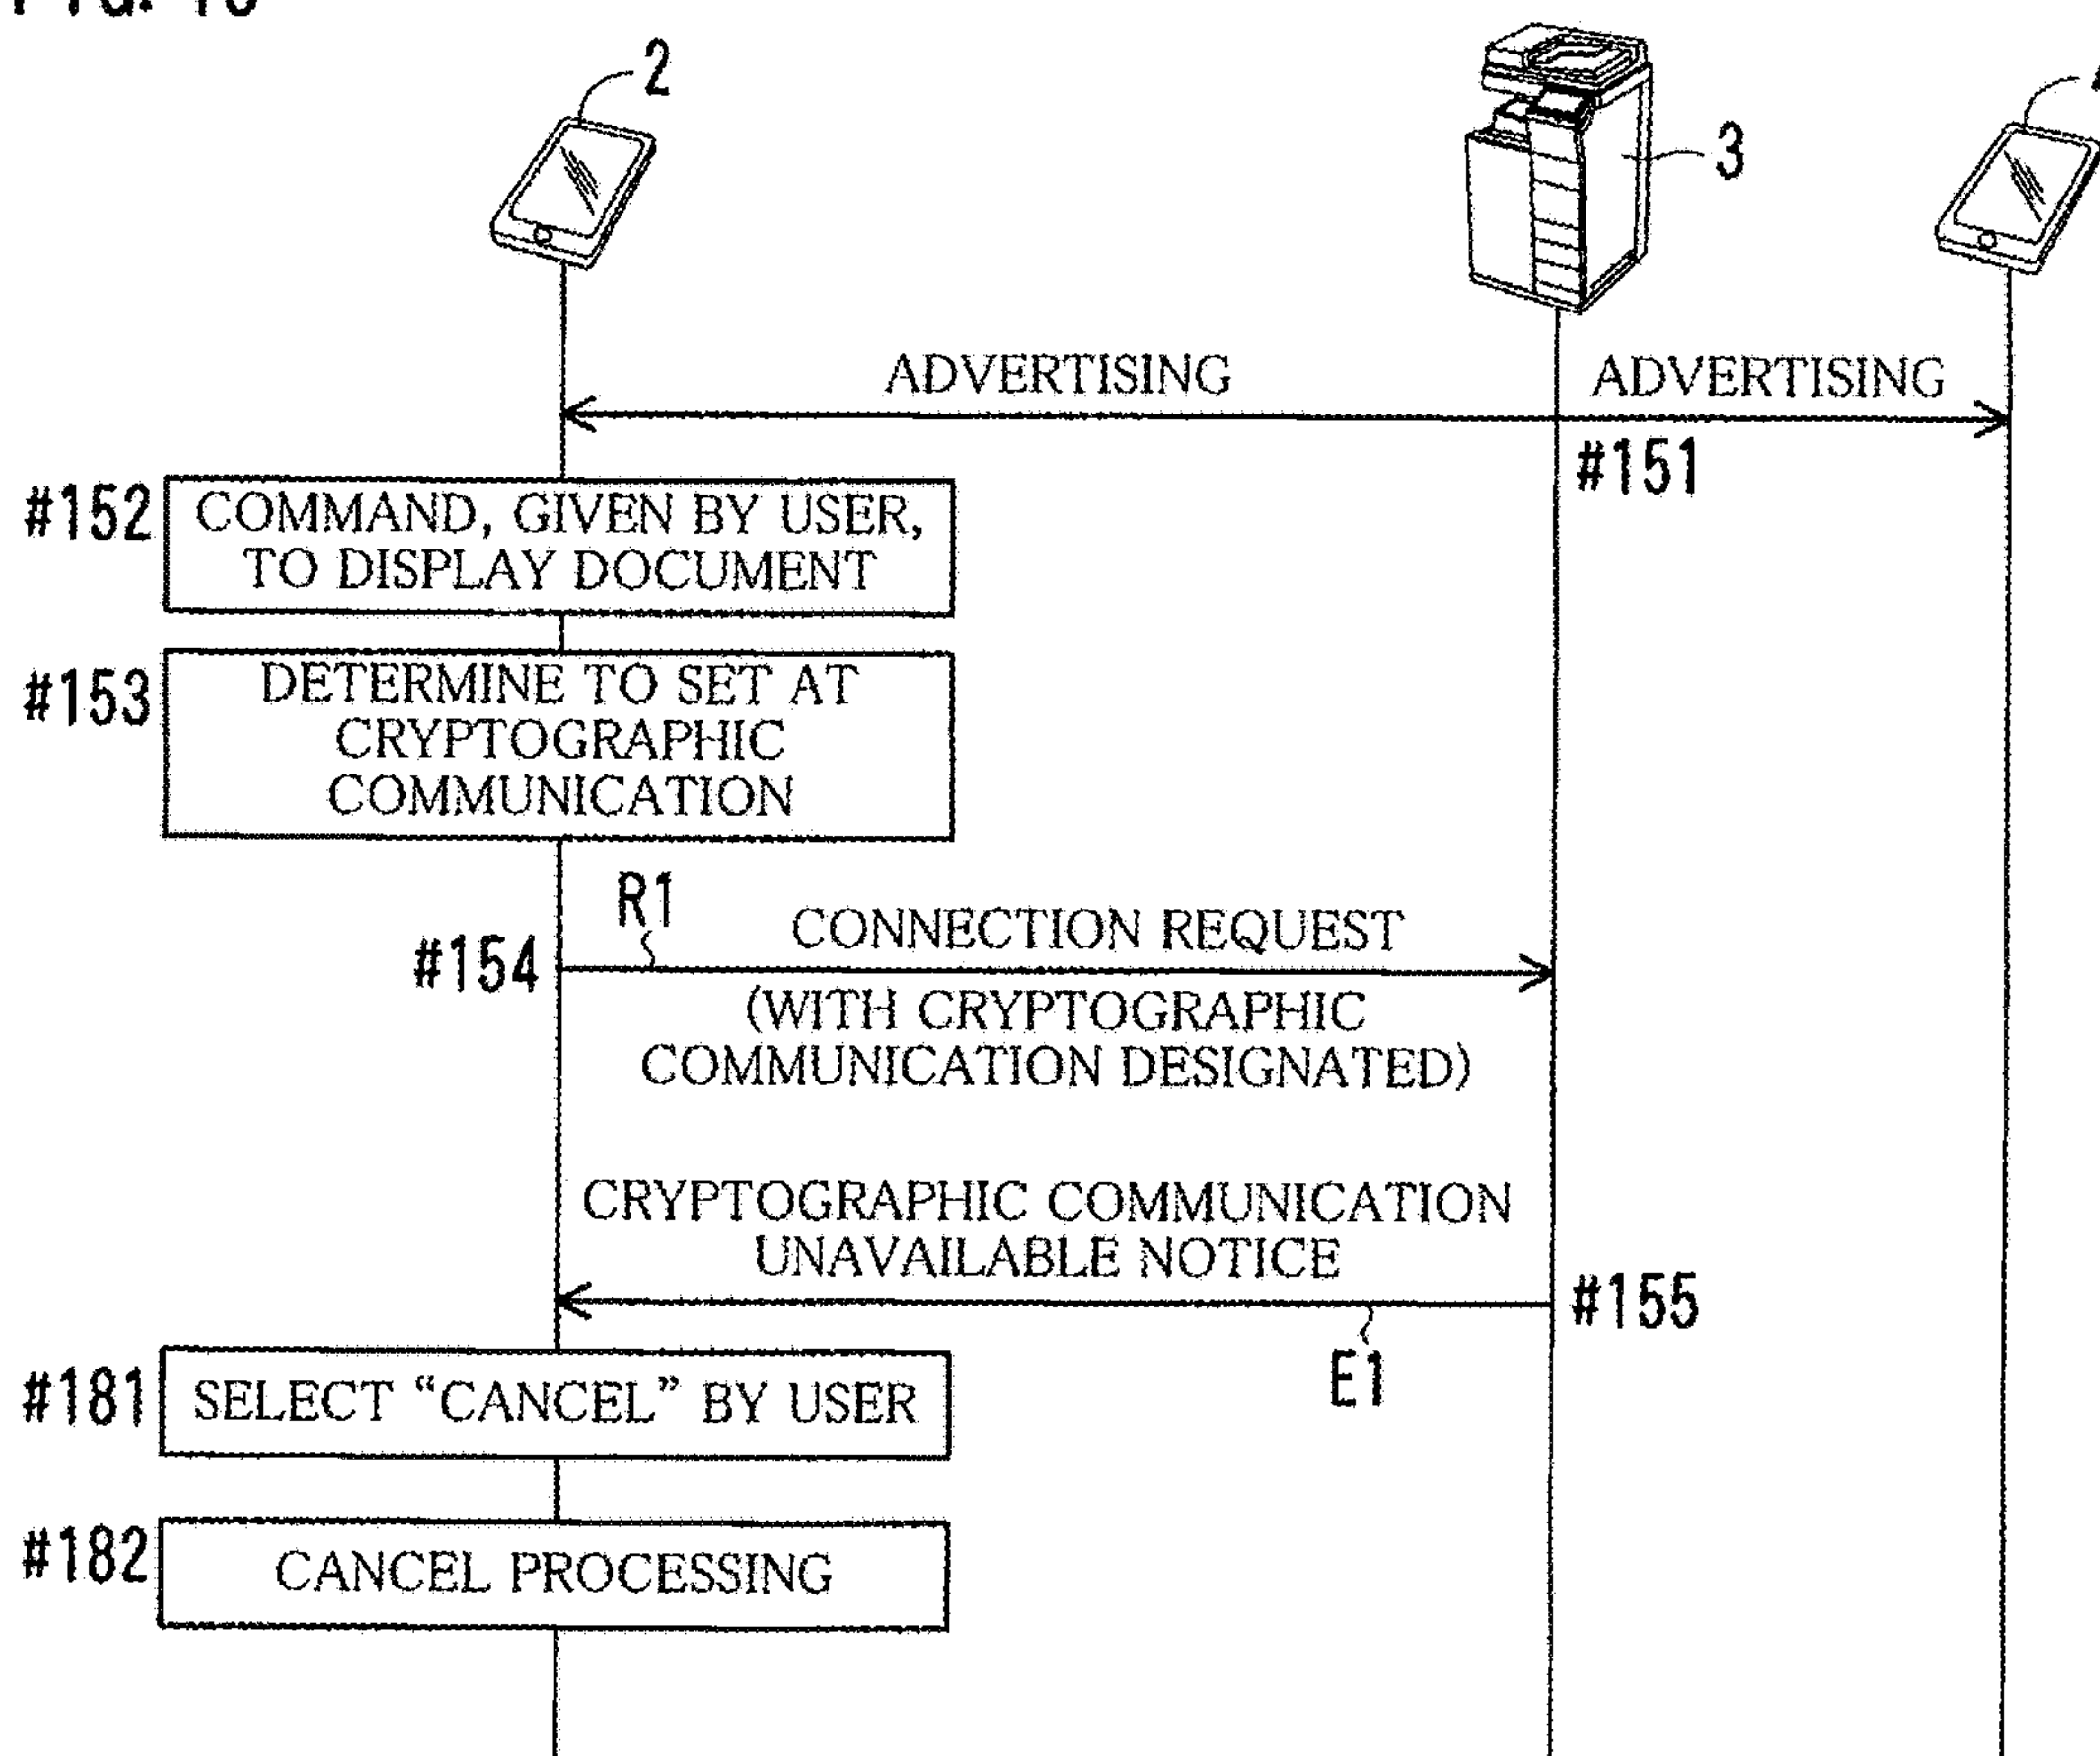 2
3
ADVERTISING
ADVERTISING
#151
#152
COMMAND, GIVEN BY USER,
TO DISPLAY DOCUMENT
#153
DETERMINE TO SET AT
CRYPTOGRAPHIC
COMMUNICATION
R1
#154
CONNECTION REQUEST
(WITH CRYPTOGRAPHIC
COMMUNICATION DESIGNATED)
CRYPTOGRAPHIC COMMUNICATION
UNAVAILABLE NOTICE
#155
E1
#181
SELECT “CANCEL” BY USER
#182
CANCEL PROCESSING